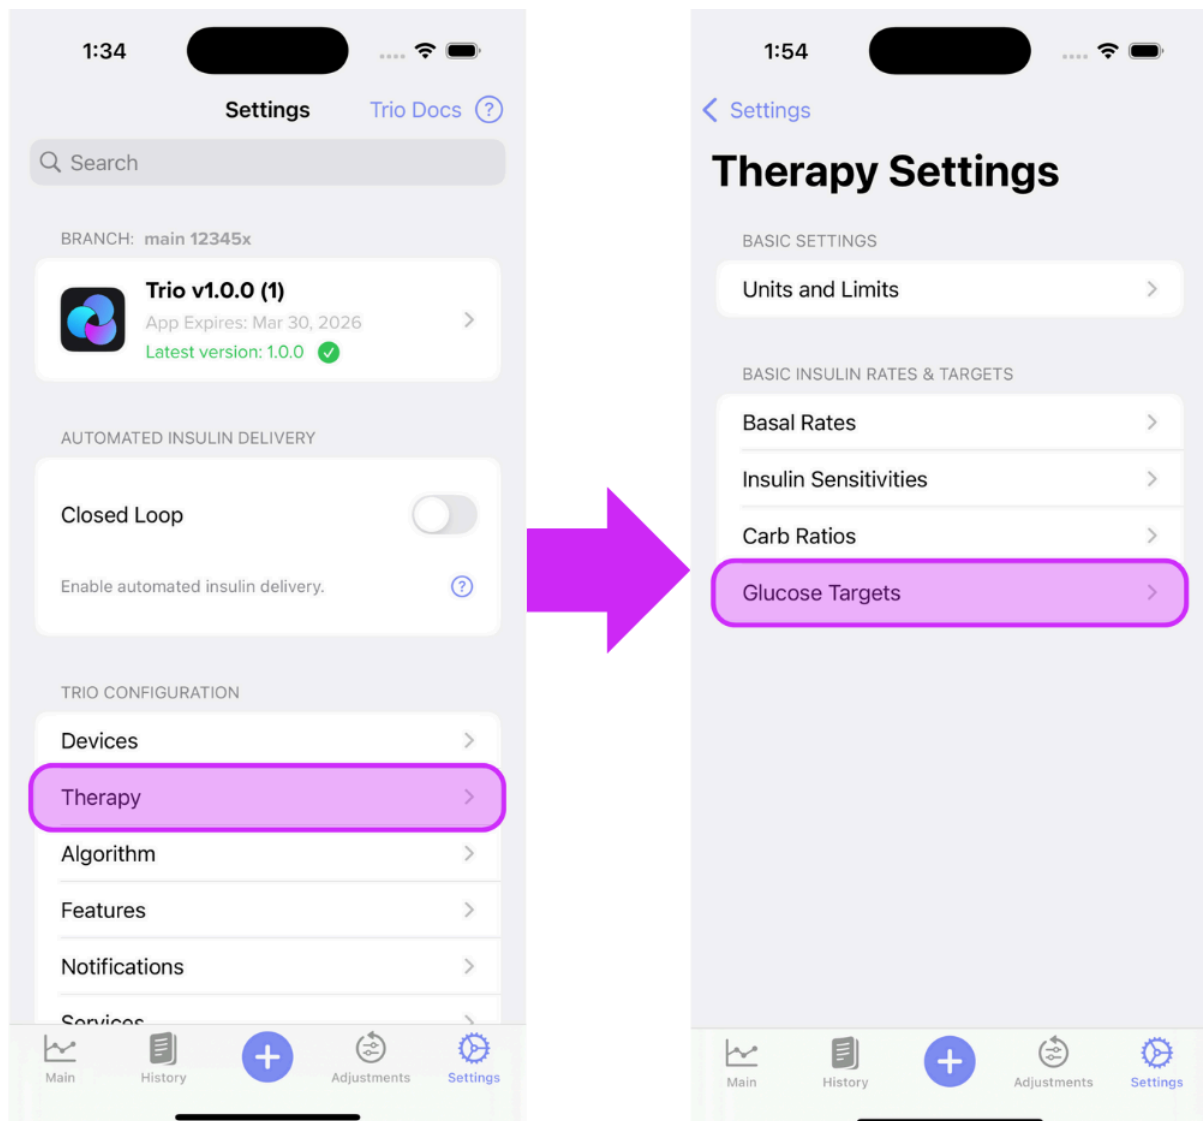 1:34
Settings
Trio Docs ?
Search
BRANCH: main 12345x
Trio v1.0.0 (1)
App Expires: Mar 30, 2026
Latest version: 1.0.0
AUTOMATED INSULIN DELIVERY
Closed Loop
Enable automated insulin delivery. ?
TRIO CONFIGURATION
Devices
Therapy
Algorithm
Features
Notifications
Services
Main
History
Adjustments
Settings
1:54
Settings
Therapy Settings
BASIC SETTINGS
Units and Limits
BASIC INSULIN RATES & TARGETS
Basal Rates
Insulin Sensitivities
Carb Ratios
Glucose Targets
Main
History
Adjustments
Settings